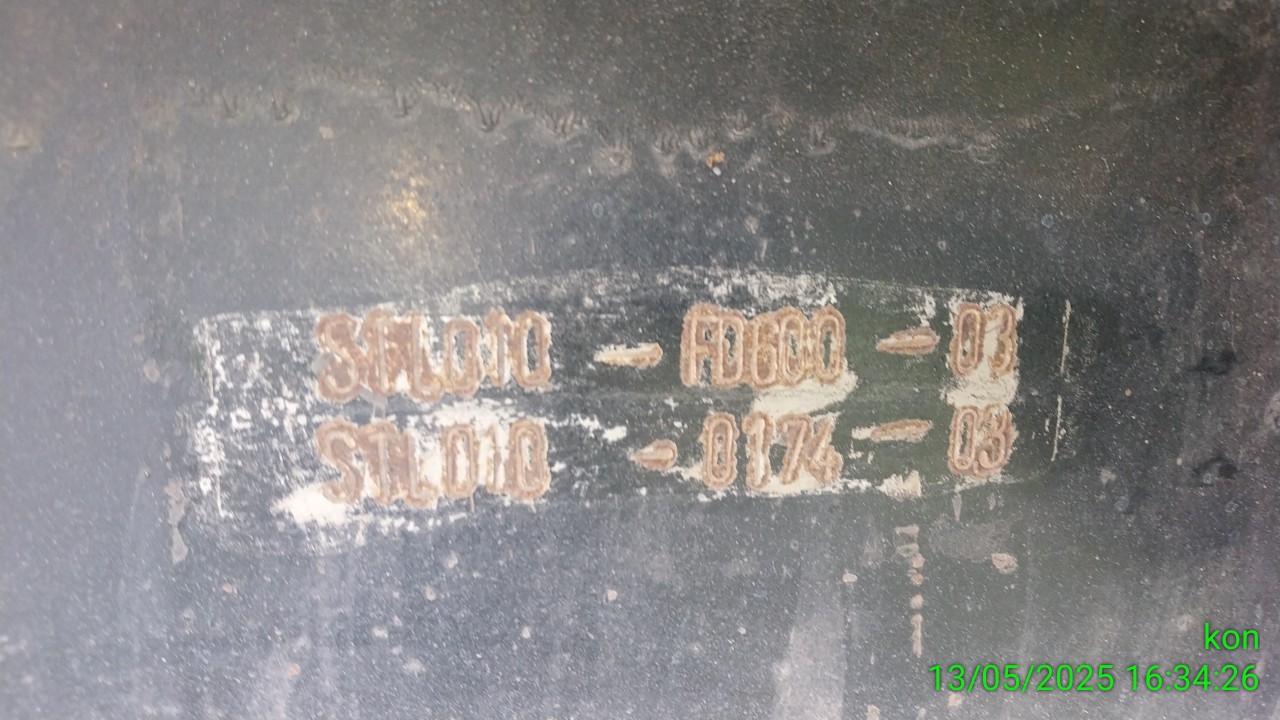 STL010 - FD600 - 03
STL010 - 0174 - 03
kon
13/05/2025 16:34:26